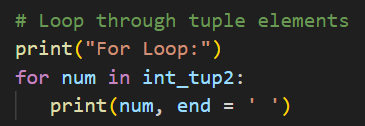 # Loop through tuple elements
print("For Loop:")
for num in int_tup2:
    print(num, end = ' ')